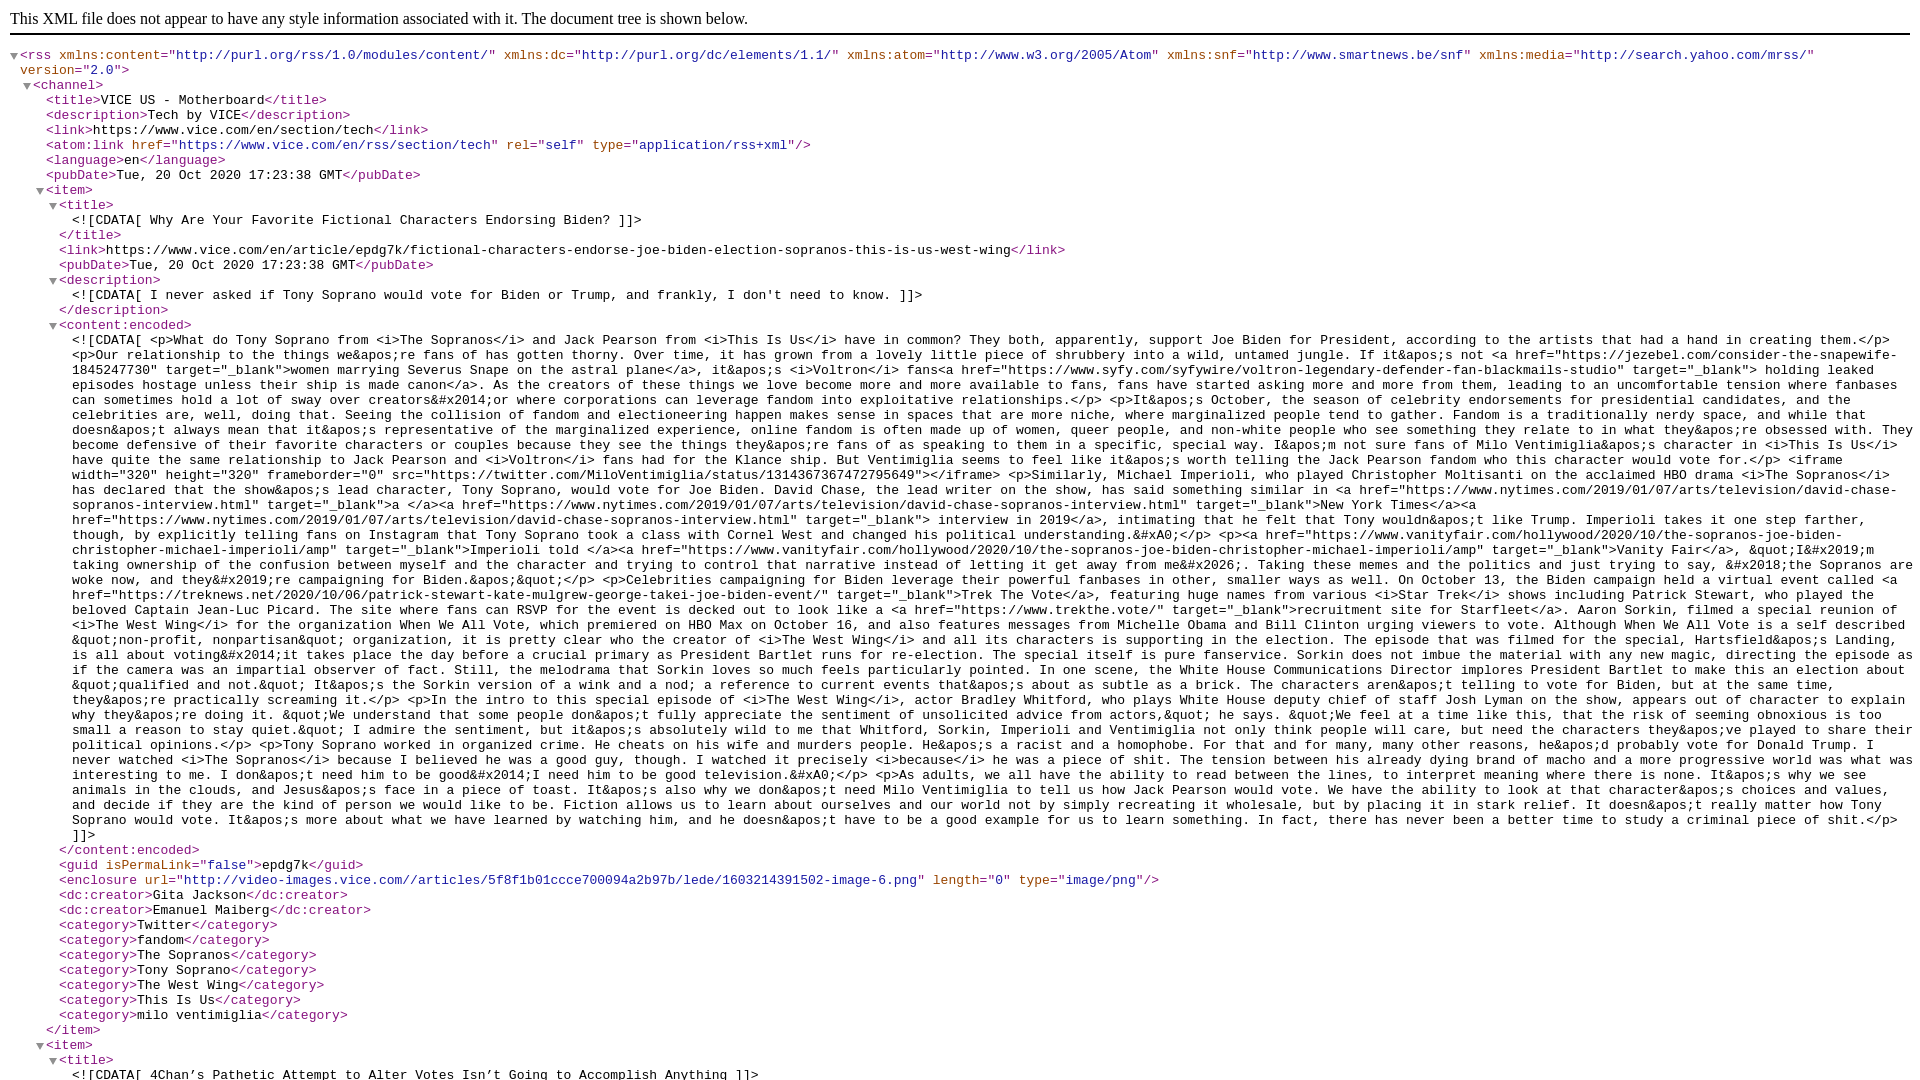 This XML file does not appear to have any style information associated with it. The document tree is shown below.
<rss xmlns:content="http://purl.org/rss/1.0/modules/content/" xmlns:dc="http://purl.org/dc/elements/1.1/" xmlns:atom="http://www.w3.org/2005/Atom" xmlns:snf="http://www.smartnews.be/snf" xmlns:media="http://search.yahoo.com/mrss/"
version="2.0">
<channel>
<title>VICE US - Motherboard</title>
<description>Tech by VICE</description>
<link>https://www.vice.com/en/section/tech</link>
<atom:link href="https://www.vice.com/en/rss/section/tech" rel="self" type="application/rss+xml"/>
<language>en</language>
<pubDate>Tue, 20 Oct 2020 17:23:38 GMT</pubDate>
<item>
<title>
<![CDATA[ Why Are Your Favorite Fictional Characters Endorsing Biden? ]]>
</title>
<link>https://www.vice.com/en/article/epdg7k/fictional-characters-endorse-joe-biden-election-sopranos-this-is-us-west-wing</link>
<pubDate>Tue, 20 Oct 2020 17:23:38 GMT</pubDate>
<description>
<![CDATA[ I never asked if Tony Soprano would vote for Biden or Trump, and frankly, I don't need to know. ]]>
</description>
<content:encoded>
<![CDATA[ <p>What do Tony Soprano from <i>The Sopranos</i> and Jack Pearson from <i>This Is Us</i> have in common? They both, apparently, support Joe Biden for President, according to the artists that had a hand in creating them.</p>
<p>Our relationship to the things we&apos;re fans of has gotten thorny. Over time, it has grown from a lovely little piece of shrubbery into a wild, untamed jungle. If it&apos;s not <a href="https://jezebel.com/consider-the-snapewife-
1845247730" target="_blank">women marrying Severus Snape on the astral plane</a>, it&apos;s <i>Voltron</i> fans<a href="https://www.syfy.com/syfywire/voltron-legendary-defender-fan-blackmails-studio" target="_blank"> holding leaked
episodes hostage unless their ship is made canon</a>. As the creators of these things we love become more and more available to fans, fans have started asking more and more from them, leading to an uncomfortable tension where fanbases
can sometimes hold a lot of sway over creators&#x2014;or where corporations can leverage fandom into exploitative relationships.</p> <p>It&apos;s October, the season of celebrity endorsements for presidential candidates, and the
celebrities are, well, doing that. Seeing the collision of fandom and electioneering happen makes sense in spaces that are more niche, where marginalized people tend to gather. Fandom is a traditionally nerdy space, and while that
doesn&apos;t always mean that it&apos;s representative of the marginalized experience, online fandom is often made up of women, queer people, and non-white people who see something they relate to in what they&apos;re obsessed with. They
become defensive of their favorite characters or couples because they see the things they&apos;re fans of as speaking to them in a specific, special way. I&apos;m not sure fans of Milo Ventimiglia&apos;s character in <i>This Is Us</i>
have quite the same relationship to Jack Pearson and <i>Voltron</i> fans had for the Klance ship. But Ventimiglia seems to feel like it&apos;s worth telling the Jack Pearson fandom who this character would vote for.</p> <iframe
width="320" height="320" frameborder="0" src="https://twitter.com/MiloVentimiglia/status/1314367367472795649"></iframe> <p>Similarly, Michael Imperioli, who played Christopher Moltisanti on the acclaimed HBO drama <i>The Sopranos</i>
has declared that the show&apos;s lead character, Tony Soprano, would vote for Joe Biden. David Chase, the lead writer on the show, has said something similar in <a href="https://www.nytimes.com/2019/01/07/arts/television/david-chase-
sopranos-interview.html" target="_blank">a </a><a href="https://www.nytimes.com/2019/01/07/arts/television/david-chase-sopranos-interview.html" target="_blank">New York Times</a><a
href="https://www.nytimes.com/2019/01/07/arts/television/david-chase-sopranos-interview.html" target="_blank"> interview in 2019</a>, intimating that he felt that Tony wouldn&apos;t like Trump. Imperioli takes it one step farther,
though, by explicitly telling fans on Instagram that Tony Soprano took a class with Cornel West and changed his political understanding.&#xA0;</p> <p><a href="https://www.vanityfair.com/hollywood/2020/10/the-sopranos-joe-biden-
christopher-michael-imperioli/amp" target="_blank">Imperioli told </a><a href="https://www.vanityfair.com/hollywood/2020/10/the-sopranos-joe-biden-christopher-michael-imperioli/amp" target="_blank">Vanity Fair</a>, &quot;I&#x2019;m
taking ownership of the confusion between myself and the character and trying to control that narrative instead of letting it get away from me&#x2026;. Taking these memes and the politics and just trying to say, &#x2018;the Sopranos are
woke now, and they&#x2019;re campaigning for Biden.&apos;&quot;</p> <p>Celebrities campaigning for Biden leverage their powerful fanbases in other, smaller ways as well. On October 13, the Biden campaign held a virtual event called <a
href="https://treknews.net/2020/10/06/patrick-stewart-kate-mulgrew-george-takei-joe-biden-event/" target="_blank">Trek The Vote</a>, featuring huge names from various <i>Star Trek</i> shows including Patrick Stewart, who played the
beloved Captain Jean-Luc Picard. The site where fans can RSVP for the event is decked out to look like a <a href="https://www.trekthe.vote/" target="_blank">recruitment site for Starfleet</a>. Aaron Sorkin, filmed a special reunion of
<i>The West Wing</i> for the organization When We All Vote, which premiered on HBO Max on October 16, and also features messages from Michelle Obama and Bill Clinton urging viewers to vote. Although When We All Vote is a self described
&quot;non-profit, nonpartisan&quot; organization, it is pretty clear who the creator of <i>The West Wing</i> and all its characters is supporting in the election. The episode that was filmed for the special, Hartsfield&apos;s Landing,
is all about voting&#x2014;it takes place the day before a crucial primary as President Bartlet runs for re-election. The special itself is pure fanservice. Sorkin does not imbue the material with any new magic, directing the episode as
if the camera was an impartial observer of fact. Still, the melodrama that Sorkin loves so much feels particularly pointed. In one scene, the White House Communications Director implores President Bartlet to make this an election about
&quot;qualified and not.&quot; It&apos;s the Sorkin version of a wink and a nod; a reference to current events that&apos;s about as subtle as a brick. The characters aren&apos;t telling to vote for Biden, but at the same time,
they&apos;re practically screaming it.</p> <p>In the intro to this special episode of <i>The West Wing</i>, actor Bradley Whitford, who plays White House deputy chief of staff Josh Lyman on the show, appears out of character to explain
why they&apos;re doing it. &quot;We understand that some people don&apos;t fully appreciate the sentiment of unsolicited advice from actors,&quot; he says. &quot;We feel at a time like this, that the risk of seeming obnoxious is too
small a reason to stay quiet.&quot; I admire the sentiment, but it&apos;s absolutely wild to me that Whitford, Sorkin, Imperioli and Ventimiglia not only think people will care, but need the characters they&apos;ve played to share their
political opinions.</p> <p>Tony Soprano worked in organized crime. He cheats on his wife and murders people. He&apos;s a racist and a homophobe. For that and for many, many other reasons, he&apos;d probably vote for Donald Trump. I
never watched <i>The Sopranos</i> because I believed he was a good guy, though. I watched it precisely <i>because</i> he was a piece of shit. The tension between his already dying brand of macho and a more progressive world was what was
interesting to me. I don&apos;t need him to be good&#x2014;I need him to be good television.&#xA0;</p> <p>As adults, we all have the ability to read between the lines, to interpret meaning where there is none. It&apos;s why we see
animals in the clouds, and Jesus&apos;s face in a piece of toast. It&apos;s also why we don&apos;t need Milo Ventimiglia to tell us how Jack Pearson would vote. We have the ability to look at that character&apos;s choices and values,
and decide if they are the kind of person we would like to be. Fiction allows us to learn about ourselves and our world not by simply recreating it wholesale, but by placing it in stark relief. It doesn&apos;t really matter how Tony
Soprano would vote. It&apos;s more about what we have learned by watching him, and he doesn&apos;t have to be a good example for us to learn something. In fact, there has never been a better time to study a criminal piece of shit.</p>
]]>
</content:encoded>
<guid isPermaLink="false">epdg7k</guid>
<enclosure url="http://video-images.vice.com//articles/5f8f1b01ccce700094a2b97b/lede/1603214391502-image-6.png" length="0" type="image/png"/>
<dc:creator>Gita Jackson</dc:creator>
<dc:creator>Emanuel Maiberg</dc:creator>
<category>Twitter</category>
<category>fandom</category>
<category>The Sopranos</category>
<category>Tony Soprano</category>
<category>The West Wing</category>
<category>This Is Us</category>
<category>milo ventimiglia</category>
</item>
<item>
<title>
<![CDATA[ 4Chan’s Pathetic Attempt to Alter Votes Isn’t Going to Accomplish Anything ]]>